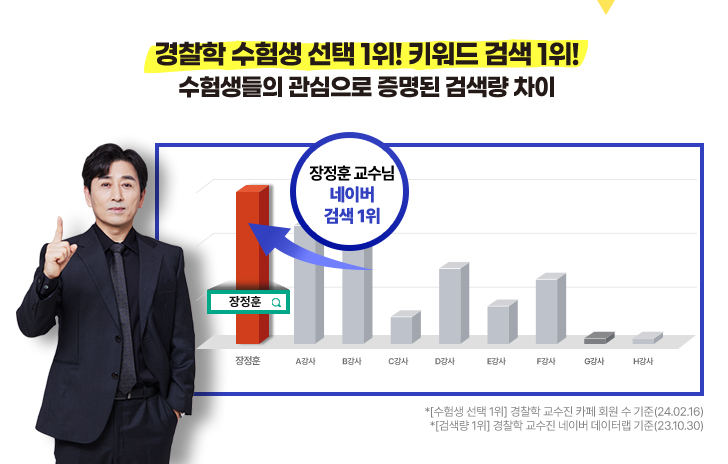 경찰학 수험생 선택 1위! 키워드 검색 1위!
수험생들의 관심으로 증명된 검색량 차이
장정훈 교수님
네이버
검색 1위
장정훈
장정훈 A강사 B강사 C강사 D강사 E강사 F강사 G강사 H강사
*[수험생 선택 1위] 경찰학 교수진 카페 회원 수 기준(24.02.16)
*[검색량 1위] 경찰학 교수진 네이버 데이터랩 기준(23.10.30)